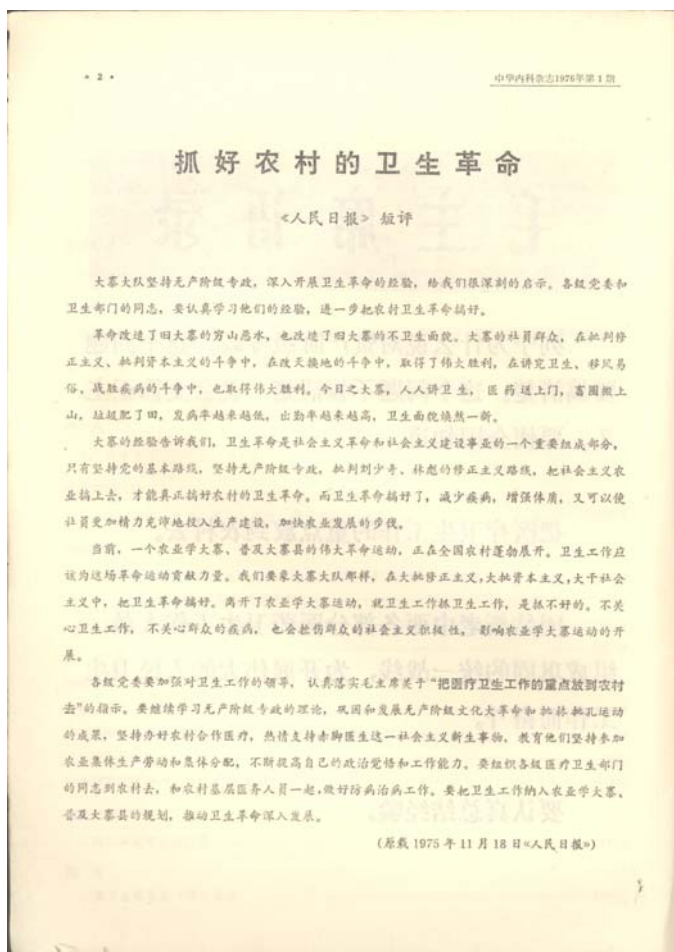 • 2 •
中华内科杂志1976年第1期
抓好农村的卫生革命
《人民日报》 短评
大寨大队坚持无产阶级专政，深入开展卫生革命的经验，给我们很深刻的启示。各级党委和
卫生部门的同志，要认真学习他们的经验，进一步把农村卫生革命搞好。
革命改造了旧大寨的穷山恶水，也改造了旧大寨的不卫生面貌。大寨的社员群众，在批判修
正主义、批判资本主义的斗争中，在改天换地的斗争中，取得了伟大胜利，在讲究卫生、移风易
俗、战胜疾病的斗争中，也取得伟大胜利。今日之大寨，人人讲卫生，医药送上门，畜圈搬上
山，垃圾肥了田，发病率越来越低，出勤率越来越高，卫生面貌焕然一新。
大寨的经验告诉我们，卫生革命是社会主义革命和社会主义建设事业的一个重要组成部分，
只有坚持党的基本路线，坚持无产阶级专政，批判刘少奇、林彪的修正主义路线，把社会主义农
业搞上去，才能真正搞好农村的卫生革命。而卫生革命搞好了，减少疾病，增强体质，又可以使
社员更加精力充沛地投入生产建设，加快农业发展的步伐。
当前，一个农业学大寨、普及大寨县的伟大革命运动，正在全国农村蓬勃展开。卫生工作应
该为这场革命运动贡献力量。我们要象大寨大队那样，在大批修正主义，大批资本主义，大干社会
主义中，把卫生革命搞好。离开了农业学大寨运动，就卫生工作抓卫生工作，是抓不好的。不关
心卫生工作，不关心群众的疾病，也会挫伤群众的社会主义积极性，影响农业学大寨运动的开
展。
各级党委要加强对卫生工作的领导，认真落实毛主席关于“把医疗卫生工作的重点放到农村
去”的指示。要继续学习无产阶级专政的理论，巩固和发展无产阶级文化大革命和批林批孔运动
的成果，坚持办好农村合作医疗，热情支持赤脚医生这一社会主义新生事物，教育他们坚持参加
农业集体生产劳动和集体分配，不断提高自己的政治觉悟和工作能力。要组织各级医疗卫生部门
的同志到农村去，和农村基层医务人员一起，做好防病治病工作。要把卫生工作纳入农业学大寨、
普及大寨县的规划，推动卫生革命深入发展。
（原载 1975 年 11 月 18 日《人民日报》）